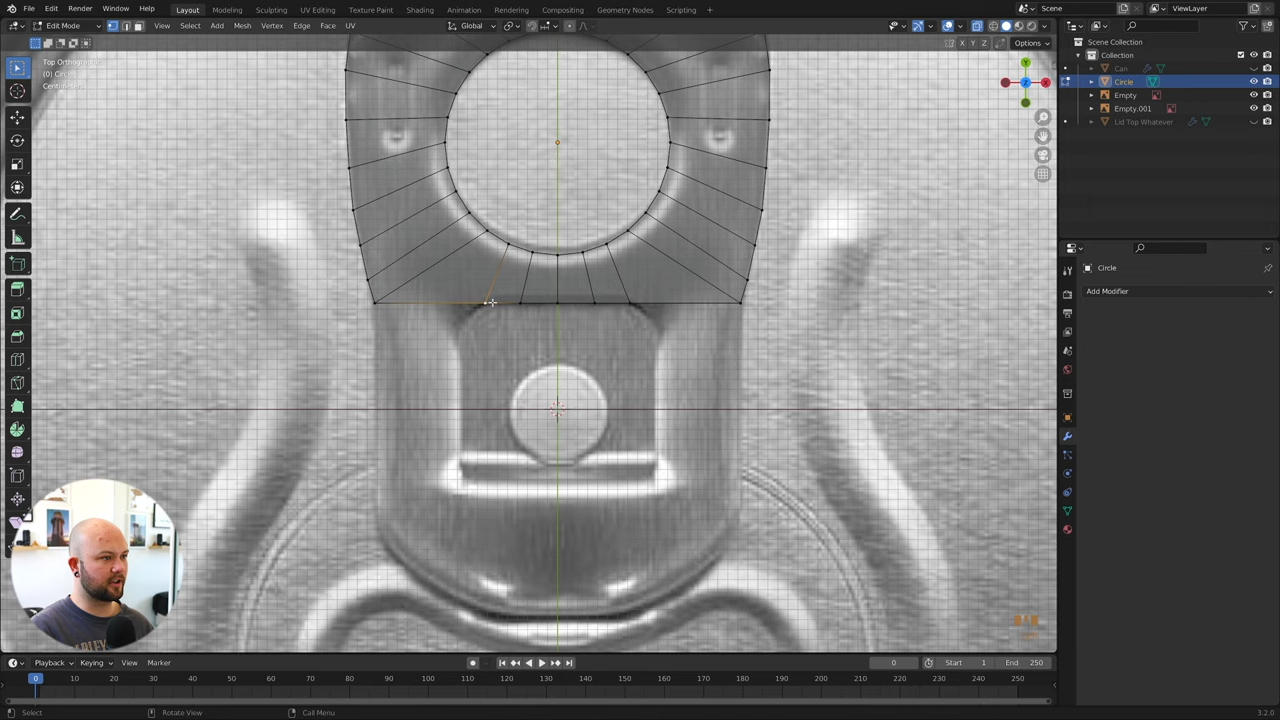 File Edit Render Window Help Layout Modeling Sculpting UV Editing Texture Paint Shading Animation Rendering Compositing Geometry Nodes Scripting + Scene ViewLayer
Edit Mode View Select Add Mesh Vertex Edge Face UV Global
X Y Z Options
Top Orthographic
(0) Circle
Centimeters
Y
X
Z
Scene Collection
Collection
Can
Circle
Empty
Empty.001
Lid Top Whatever
Circle
Add Modifier
Playback Keying View Marker 0 Start 1 End 250
0 10 20 30 40 50 60 70 80 90 100 110 120 130 140 150 160 170 180 190 200 210 220 230 240 250
Select Rotate View Call Menu 3.2.0